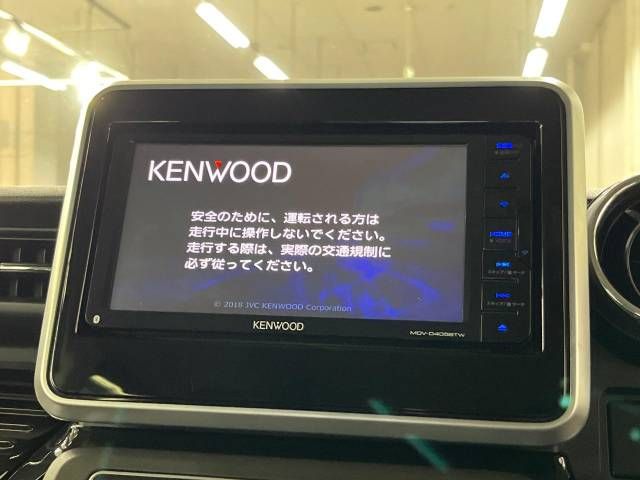 KENWOOD
安全のために、運転される方は
走行中に操作しないでください。
走行する際は、実際の交通規制に
必ず従ってください。
© 2018 JVC KENWOOD Corporation
KENWOOD
HOME